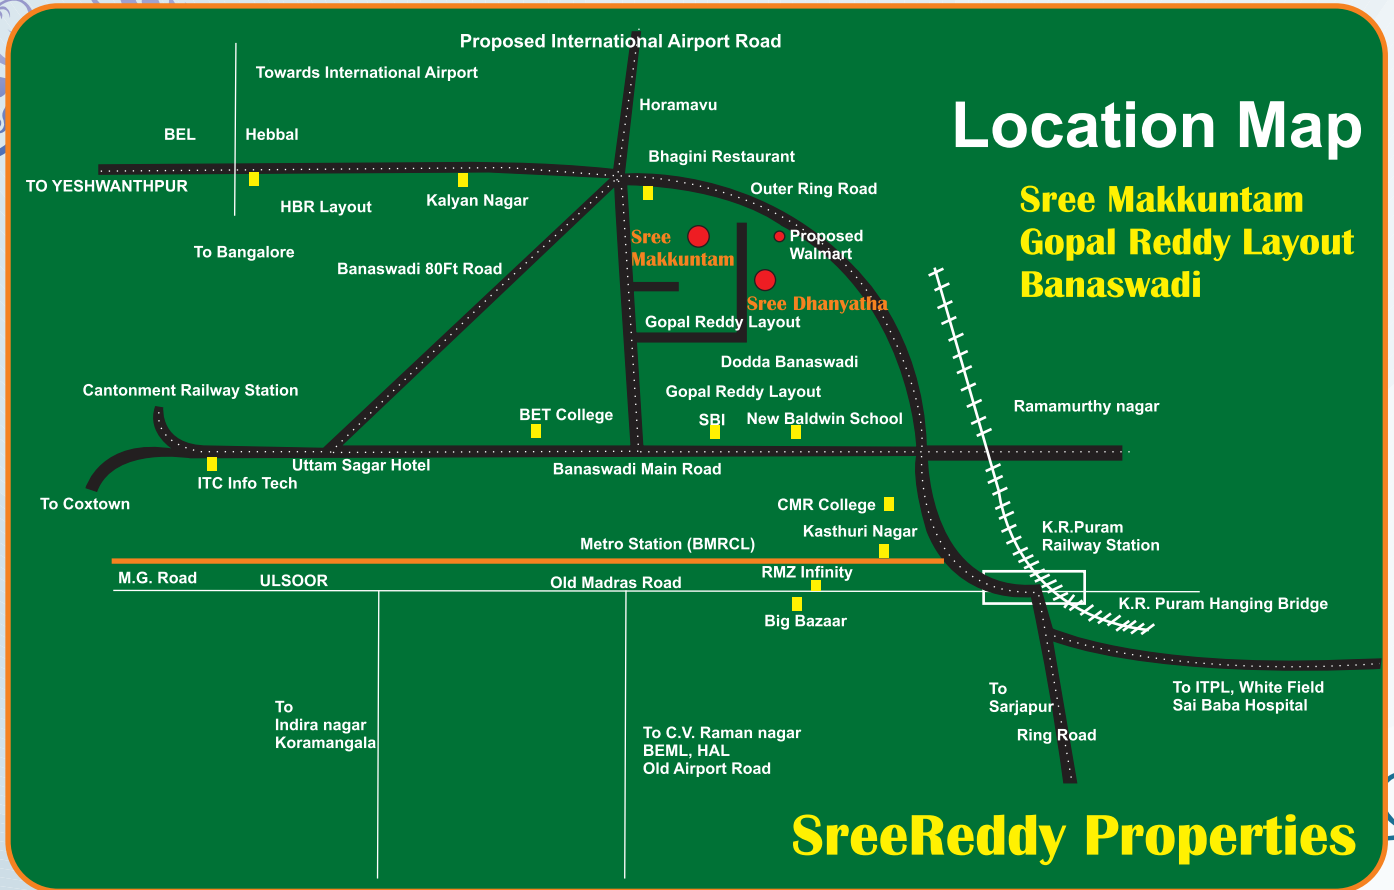 Proposed International Airport Road
Towards International Airport
Horamavu
Location Map
BEL
Hebbal
Bhagini Restaurant
TO YESHWANTHPUR
Outer Ring Road
Kalyan Nagar
HBR Layout
Sree Makkuntam
Gopal Reddy Layout
Banaswadi
Sree
Makkuntam
Proposed
Walmart
To Bangalore
Banaswadi 80Ft Road
Sree Dhanyatha
Gopal Reddy Layout
Dodda Banaswadi
Cantonment Railway Station
Gopal Reddy Layout
Ramamurthy nagar
BET College
SBI
New Baldwin School
Uttam Sagar Hotel
Banaswadi Main Road
ITC Info Tech
To Coxtown
CMR College
Kasthuri Nagar
K.R.Puram
Railway Station
Metro Station (BMRCL)
M.G. Road
ULSOOR
Old Madras Road
RMZ Infinity
K.R. Puram Hanging Bridge
Big Bazaar
To
Sarjapur
To ITPL, White Field
Sai Baba Hospital
To
Indira nagar
Koramangala
Ring Road
To C.V. Raman nagar
BEML, HAL
Old Airport Road
SreeReddy Properties